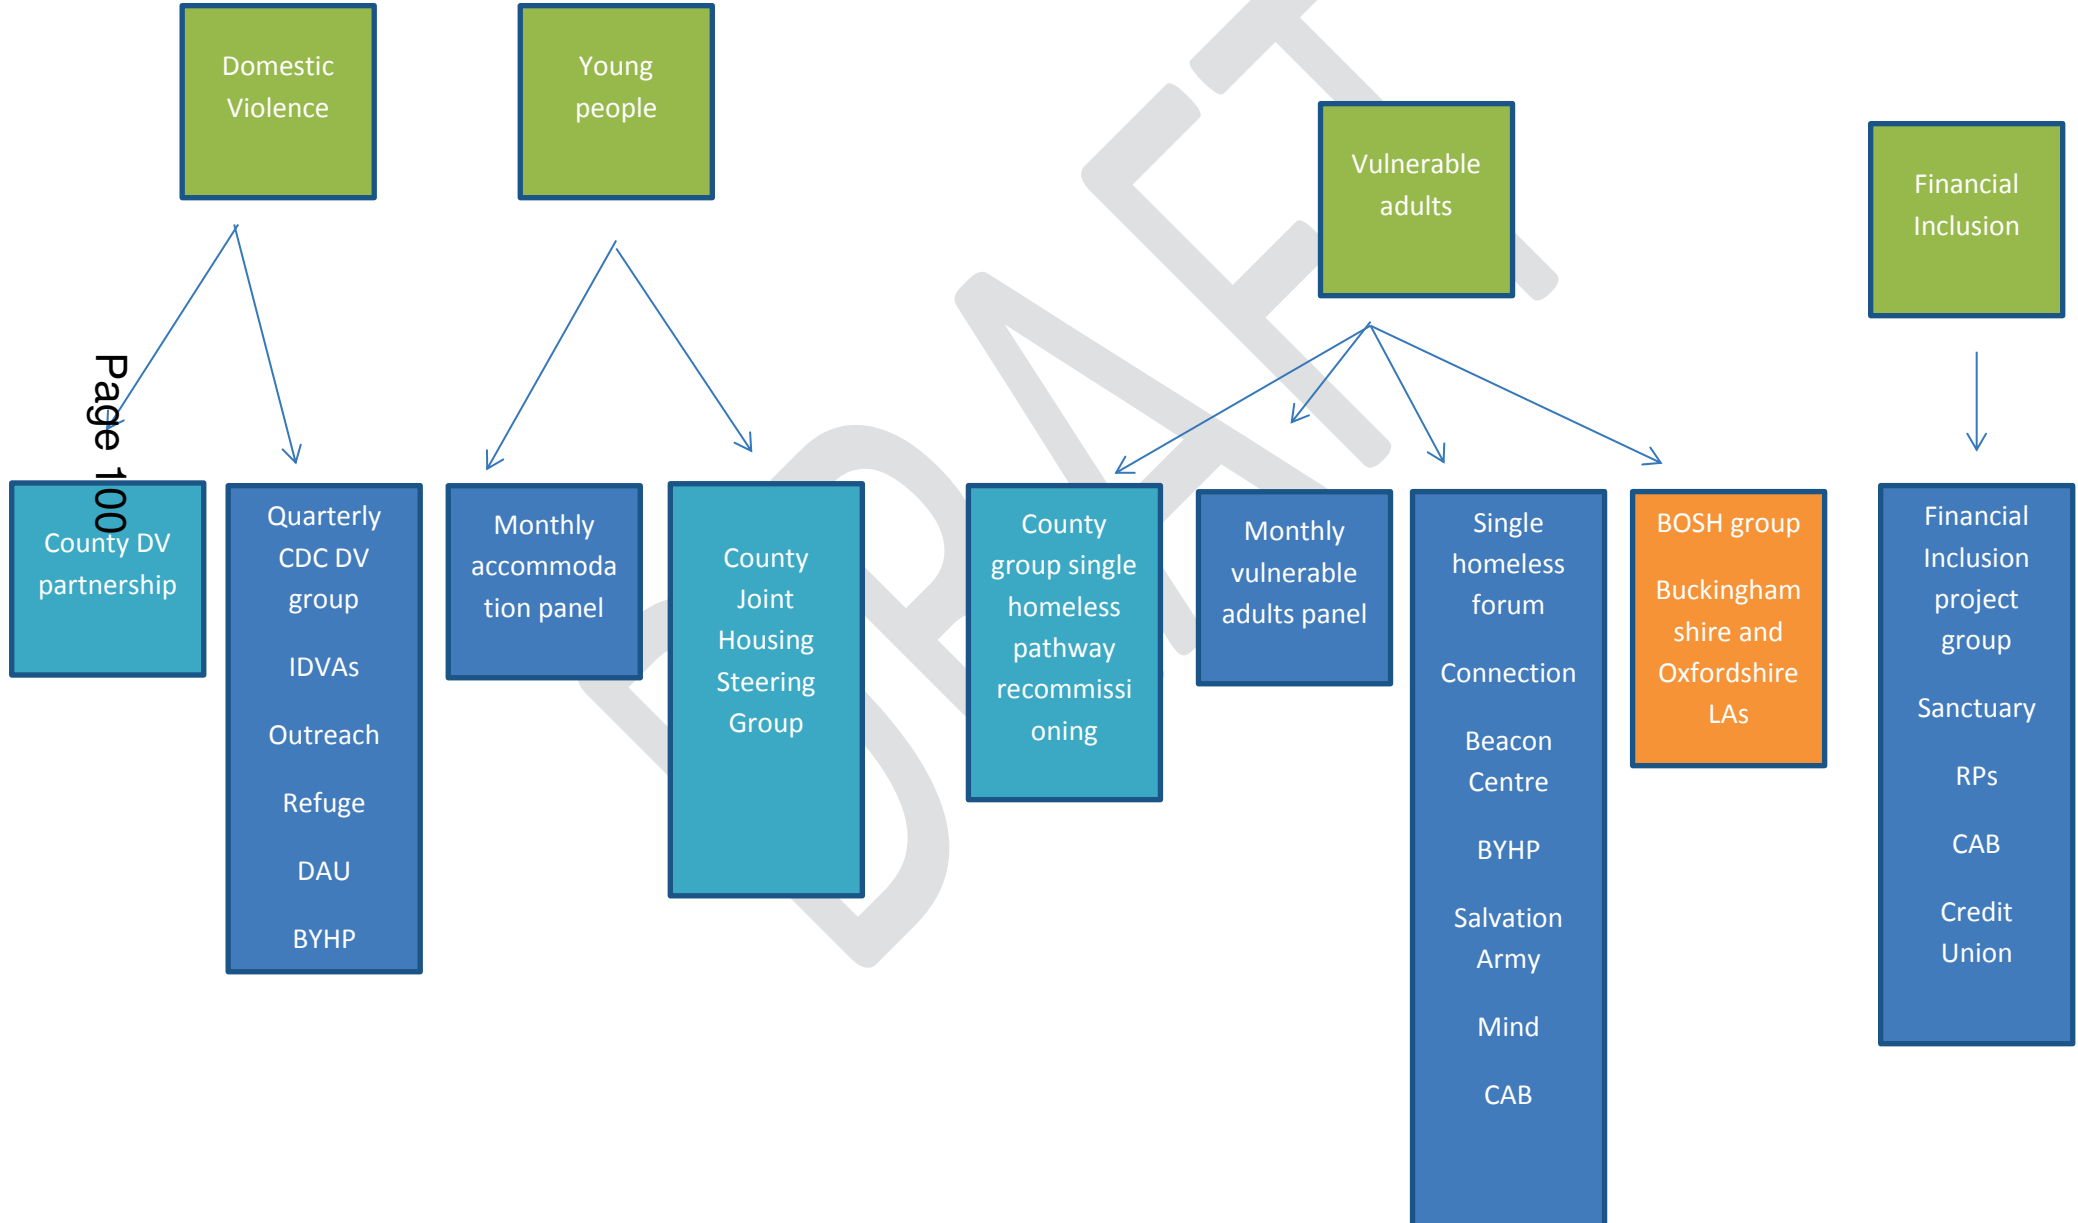 Domestic
Violence
Young
people
Vulnerable
adults
Financial
Inclusion
Page 100
County DV
partnership
Quarterly
CDC DV
group
IDVAs
Outreach
Refuge
DAU
BYHP
Monthly
accommoda
tion panel
County
Joint
Housing
Steering
Group
County
group single
homeless
pathway
recommissi
oning
Monthly
vulnerable
adults panel
Single
homeless
forum
Connection
Beacon
Centre
BYHP
Salvation
Army
Mind
CAB
BOSH group
Buckingham
shire and
Oxfordshire
LAs
Financial
Inclusion
project
group
Sanctuary
RPs
CAB
Credit
Union
DRAFT